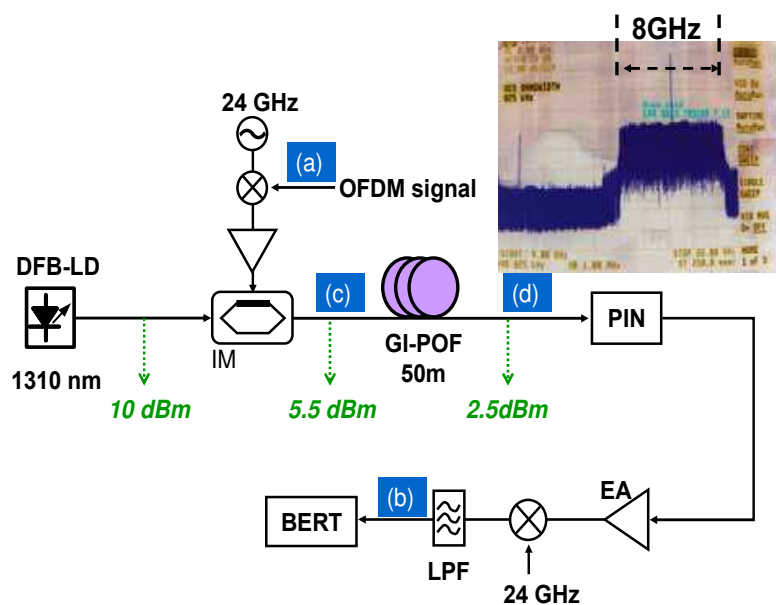 8GHz
24 GHz
(a)
OFDM signal
DFB-LD
(c)
(d)
PIN
IM
GI-POF
50m
1310 nm
10 dBm
5.5 dBm
2.5dBm
(b)
EA
BERT
LPF
24 GHz